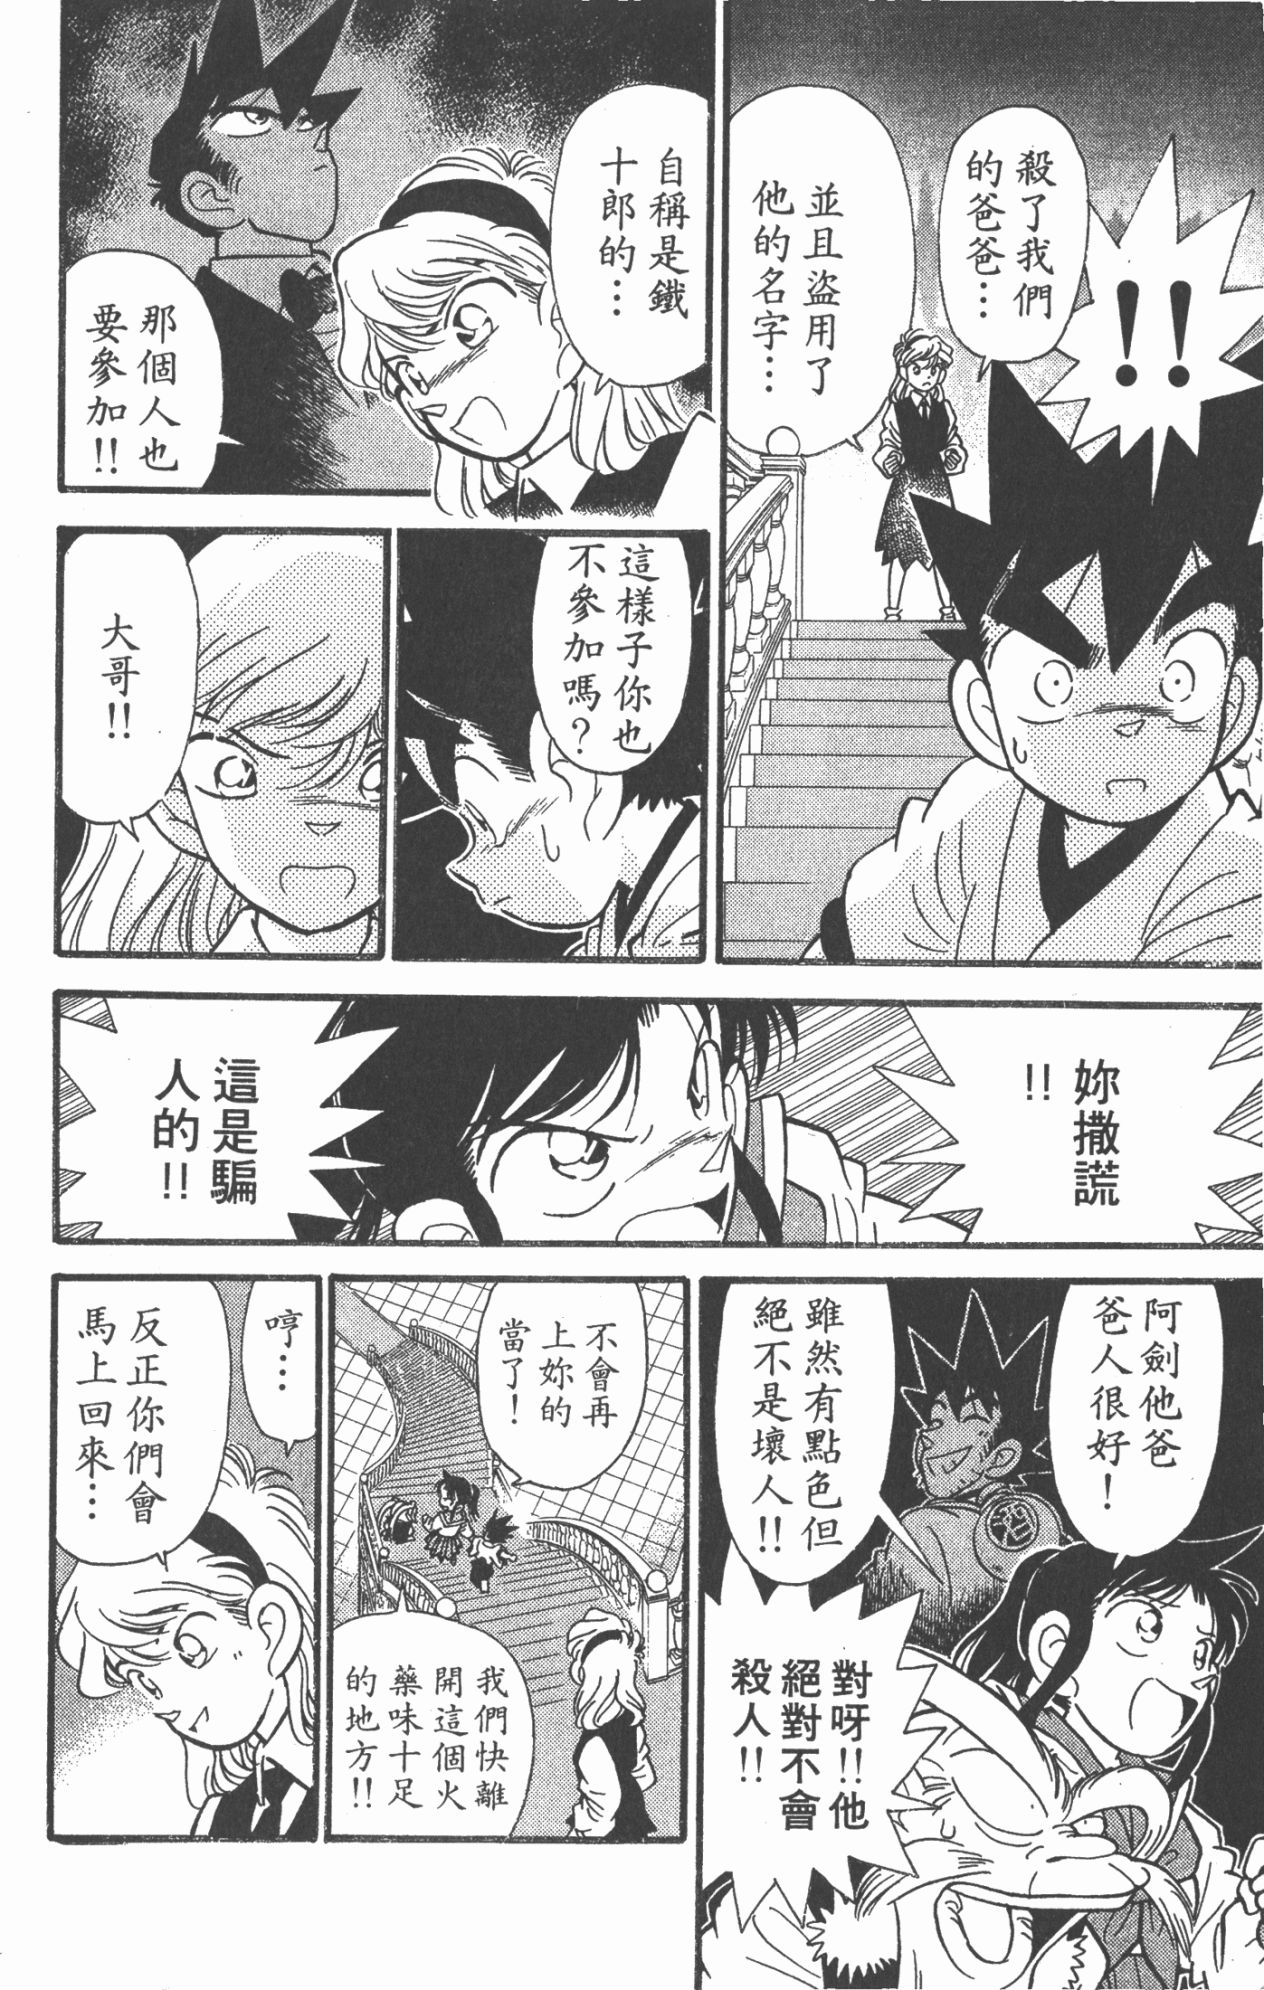 殺了我們
的爸爸…
!!
並且盜用了
他的名字…
自稱是鐵
十郎的…
那個人也
要參加!!
這樣子你也
不參加嗎?
大哥!!
妳撒謊
!!
這是騙
人的!!
阿劍他爸
爸人很好!
雖然有點色但
絕不是壞人!!
對呀!!他
絕對不會
殺人!!
不會再
上妳的
當了!
我們快離
開這個火
藥味十足
的地方!!
哼…
反正你們會
馬上回來…